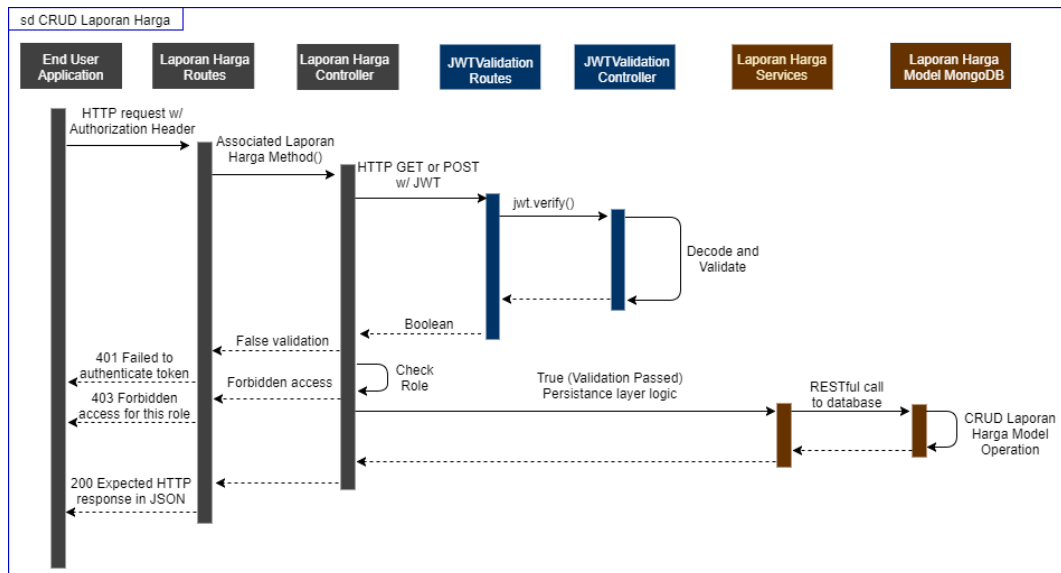 sd CRUD Laporan Harga
End User
Application
Laporan Harga
Routes
Laporan Harga
Controller
JWTValidation
Routes
JWTValidation
Controller
Laporan Harga
Services
Laporan Harga
Model MongoDB
HTTP request w/
Authorization Header
Associated Laporan
Harga Method()
HTTP GET or POST
w/ JWT
jwt.verify()
Decode and
Validate
Boolean
False validation
401 Failed to
authenticate token
Check
Role
Forbidden access
403 Forbidden
access for this role
True (Validation Passed)
Persistance layer logic
RESTful call
to database
CRUD Laporan
Harga Model
Operation
200 Expected HTTP
response in JSON